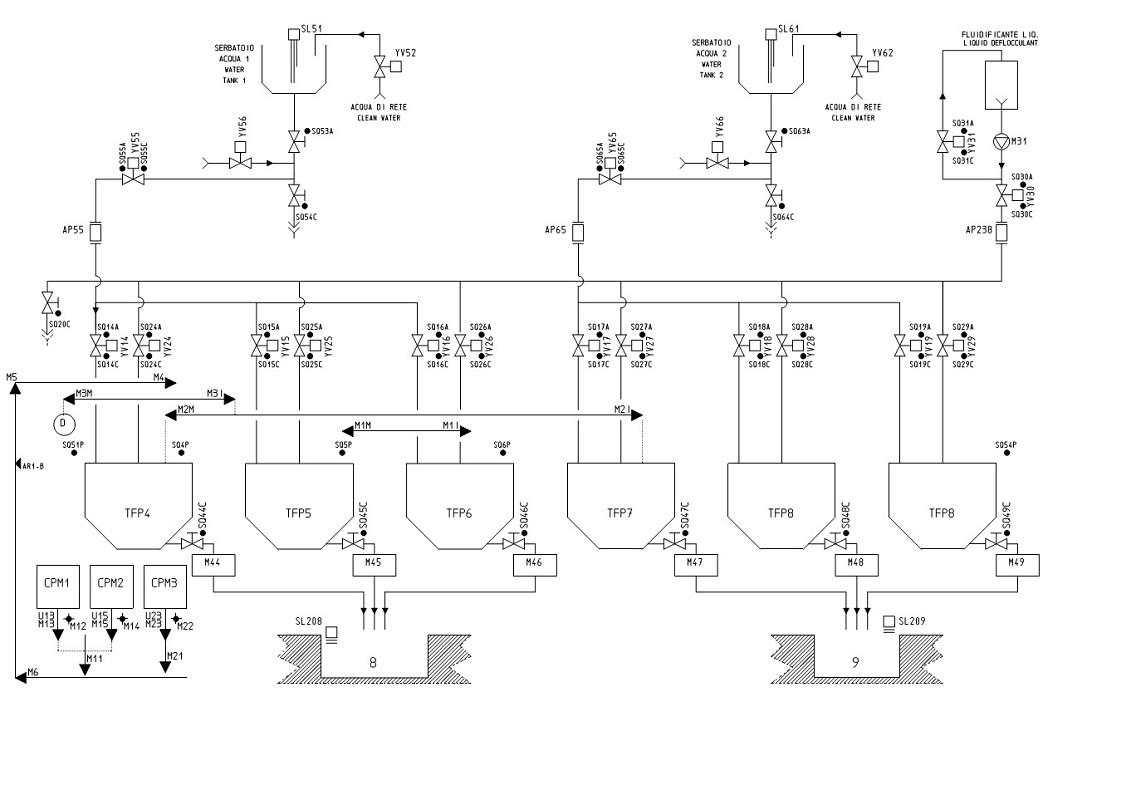 SL51
SERBATOIO
ACQUA 1
WATER
TANK 1
YV52
ACQUA DI RETE
CLEAN WATER
SL61
SERBATOIO
ACQUA 2
WATER
TANK 2
YV62
ACQUA DI RETE
CLEAN WATER
FLUIDIFICANTE LIQ.
LIQUID DEFLOCCULANT
SQ55A
YV55
SQ55C
YV56
SQ53A
SQ54C
SQ65A
YV65
SQ65C
YV66
SQ63A
SQ64C
SQ31A
YV31
SQ31C
M31
SQ30A
YV30
SQ30C
AP55
AP65
AP238
SQ20C
SQ14A
YV14
SQ14C
SQ24A
YV24
SQ24C
SQ15A
YV15
SQ15C
SQ25A
YV25
SQ25C
SQ16A
YV16
SQ16C
SQ26A
YV26
SQ26C
SQ17A
YV17
SQ17C
SQ27A
YV27
SQ27C
SQ18A
YV18
SQ18C
SQ28A
YV28
SQ28C
SQ19A
YV19
SQ19C
SQ29A
YV29
SQ29C
M5
M4
M3M
M3I
M2M
M2I
D
M1M
M1I
SQ51P
SQ4P
SQ5P
SQ6P
SQ54P
AR1-B
TFP4
TFP5
TFP6
TFP7
TFP8
TFP8
SQ44C
SQ45C
SQ46C
SQ47C
SQ48C
SQ49C
M44
M45
M46
M47
M48
M49
CPM1
CPM2
CPM3
U13
M13
M12
U15
M15
M14
U23
M23
M22
M11
M21
M6
SL208
8
SL209
9